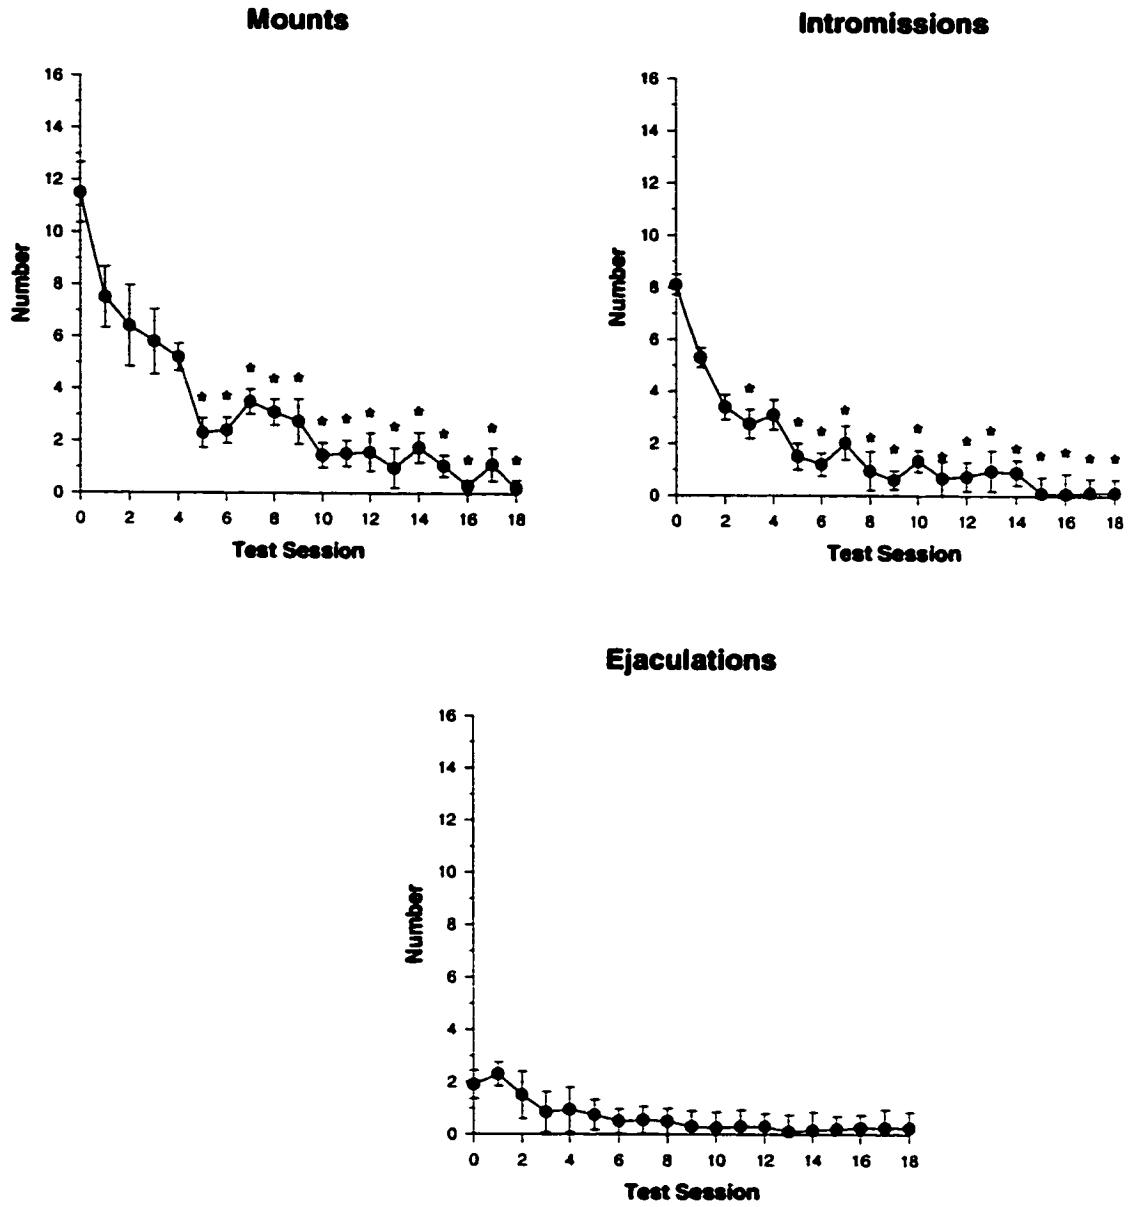 Mounts
Intromissions
16
14
12
10
8
6
4
2
0
Number
* * * * * * * * * * * * * *
0 2 4 6 8 10 12 14 16 18
Test Session
16
14
12
10
8
6
4
2
0
Number
* * * * * * * * * * * * * * *
0 2 4 6 8 10 12 14 16 18
Test Session
Ejaculations
16
14
12
10
8
6
4
2
0
Number
0 2 4 6 8 10 12 14 16 18
Test Session